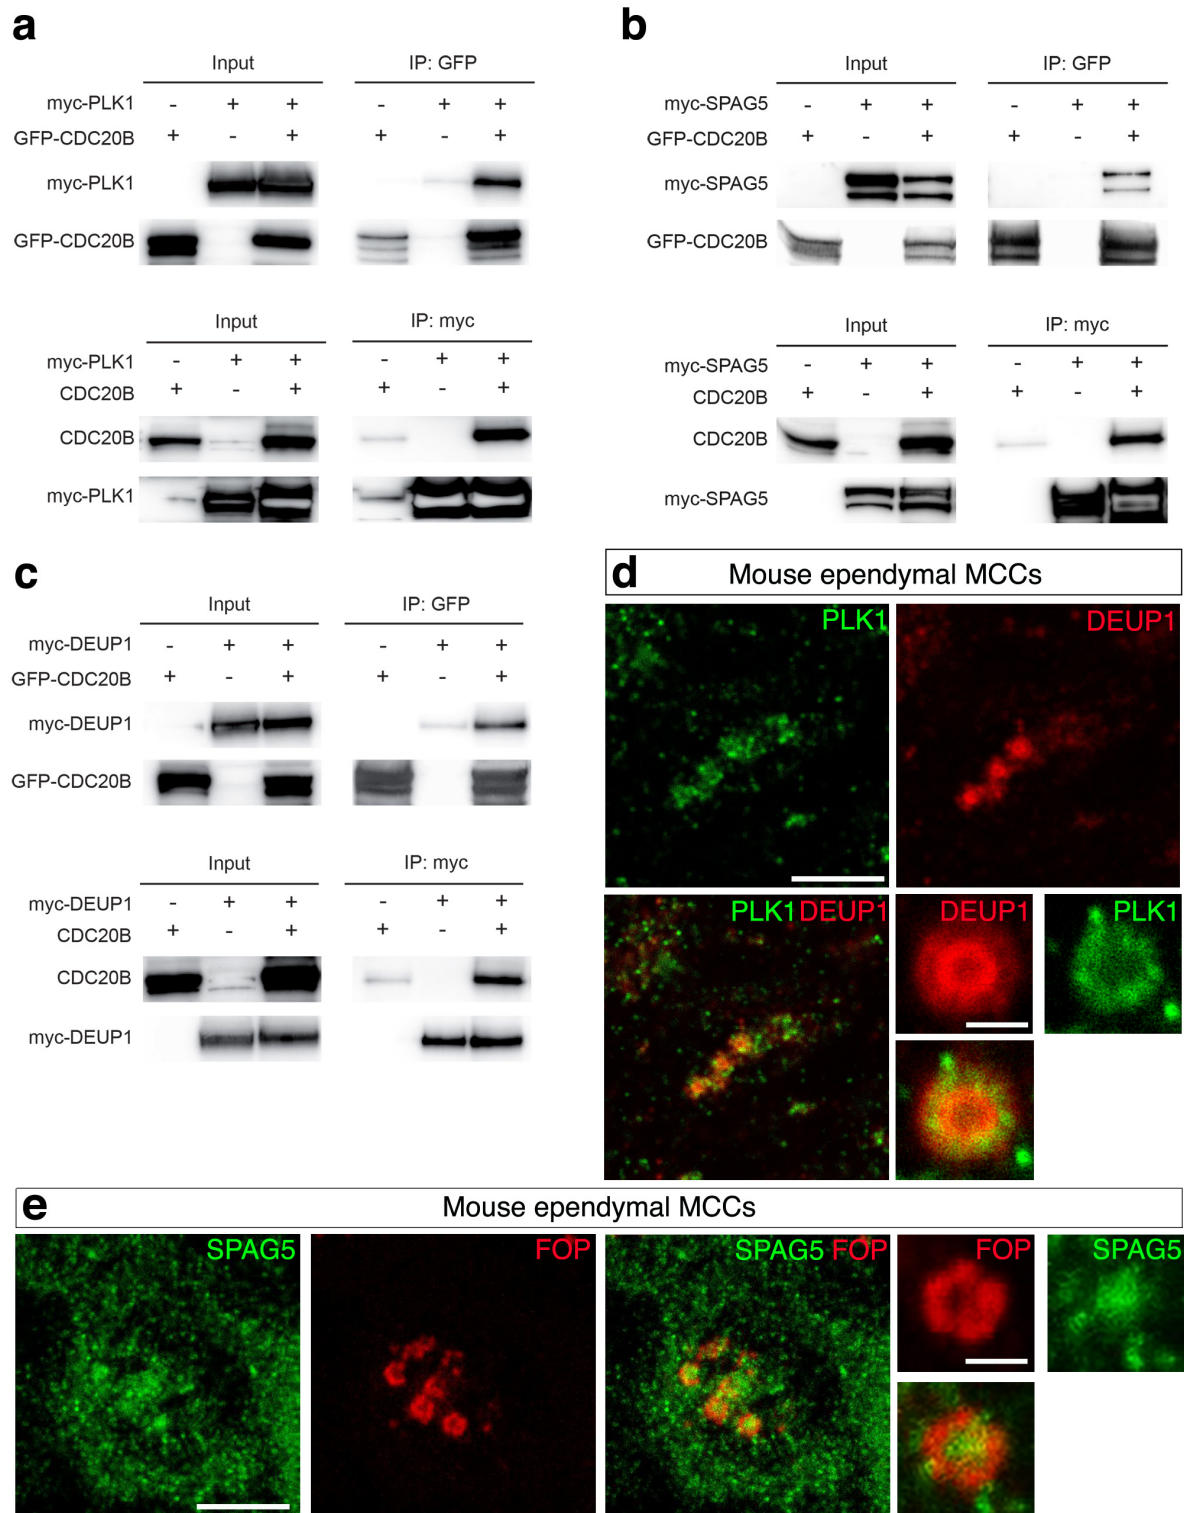 a
Input IP: GFP
myc-PLK1 - + + - + +
GFP-CDC20B + - + + - +
myc-PLK1
GFP-CDC20B
Input IP: myc
myc-PLK1 - + + - + +
CDC20B + - + + - +
CDC20B
myc-PLK1
b
Input IP: GFP
myc-SPAG5 - + + - + +
GFP-CDC20B + - + + - +
myc-SPAG5
GFP-CDC20B
Input IP: myc
myc-SPAG5 - + + - + +
CDC20B + - + + - +
CDC20B
myc-SPAG5
c
Input IP: GFP
myc-DEUP1 - + + - + +
GFP-CDC20B + - + + - +
myc-DEUP1
GFP-CDC20B
Input IP: myc
myc-DEUP1 - + + - + +
CDC20B + - + + - +
CDC20B
myc-DEUP1
d Mouse ependymal MCCs
PLK1 DEUP1
PLK1 DEUP1 DEUP1 PLK1
e Mouse ependymal MCCs
SPAG5 FOP SPAG5 FOP FOP SPAG5